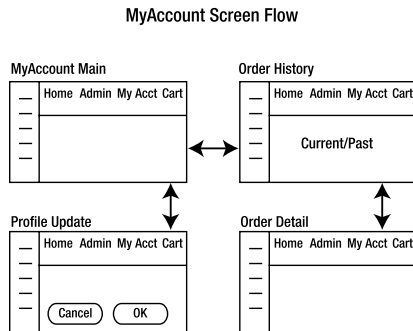 MyAccount Screen Flow
MyAccount Main
Home Admin My Acct Cart
Order History
Home Admin My Acct Cart
Current/Past
Profile Update
Home Admin My Acct Cart
Cancel OK
Order Detail
Home Admin My Acct Cart